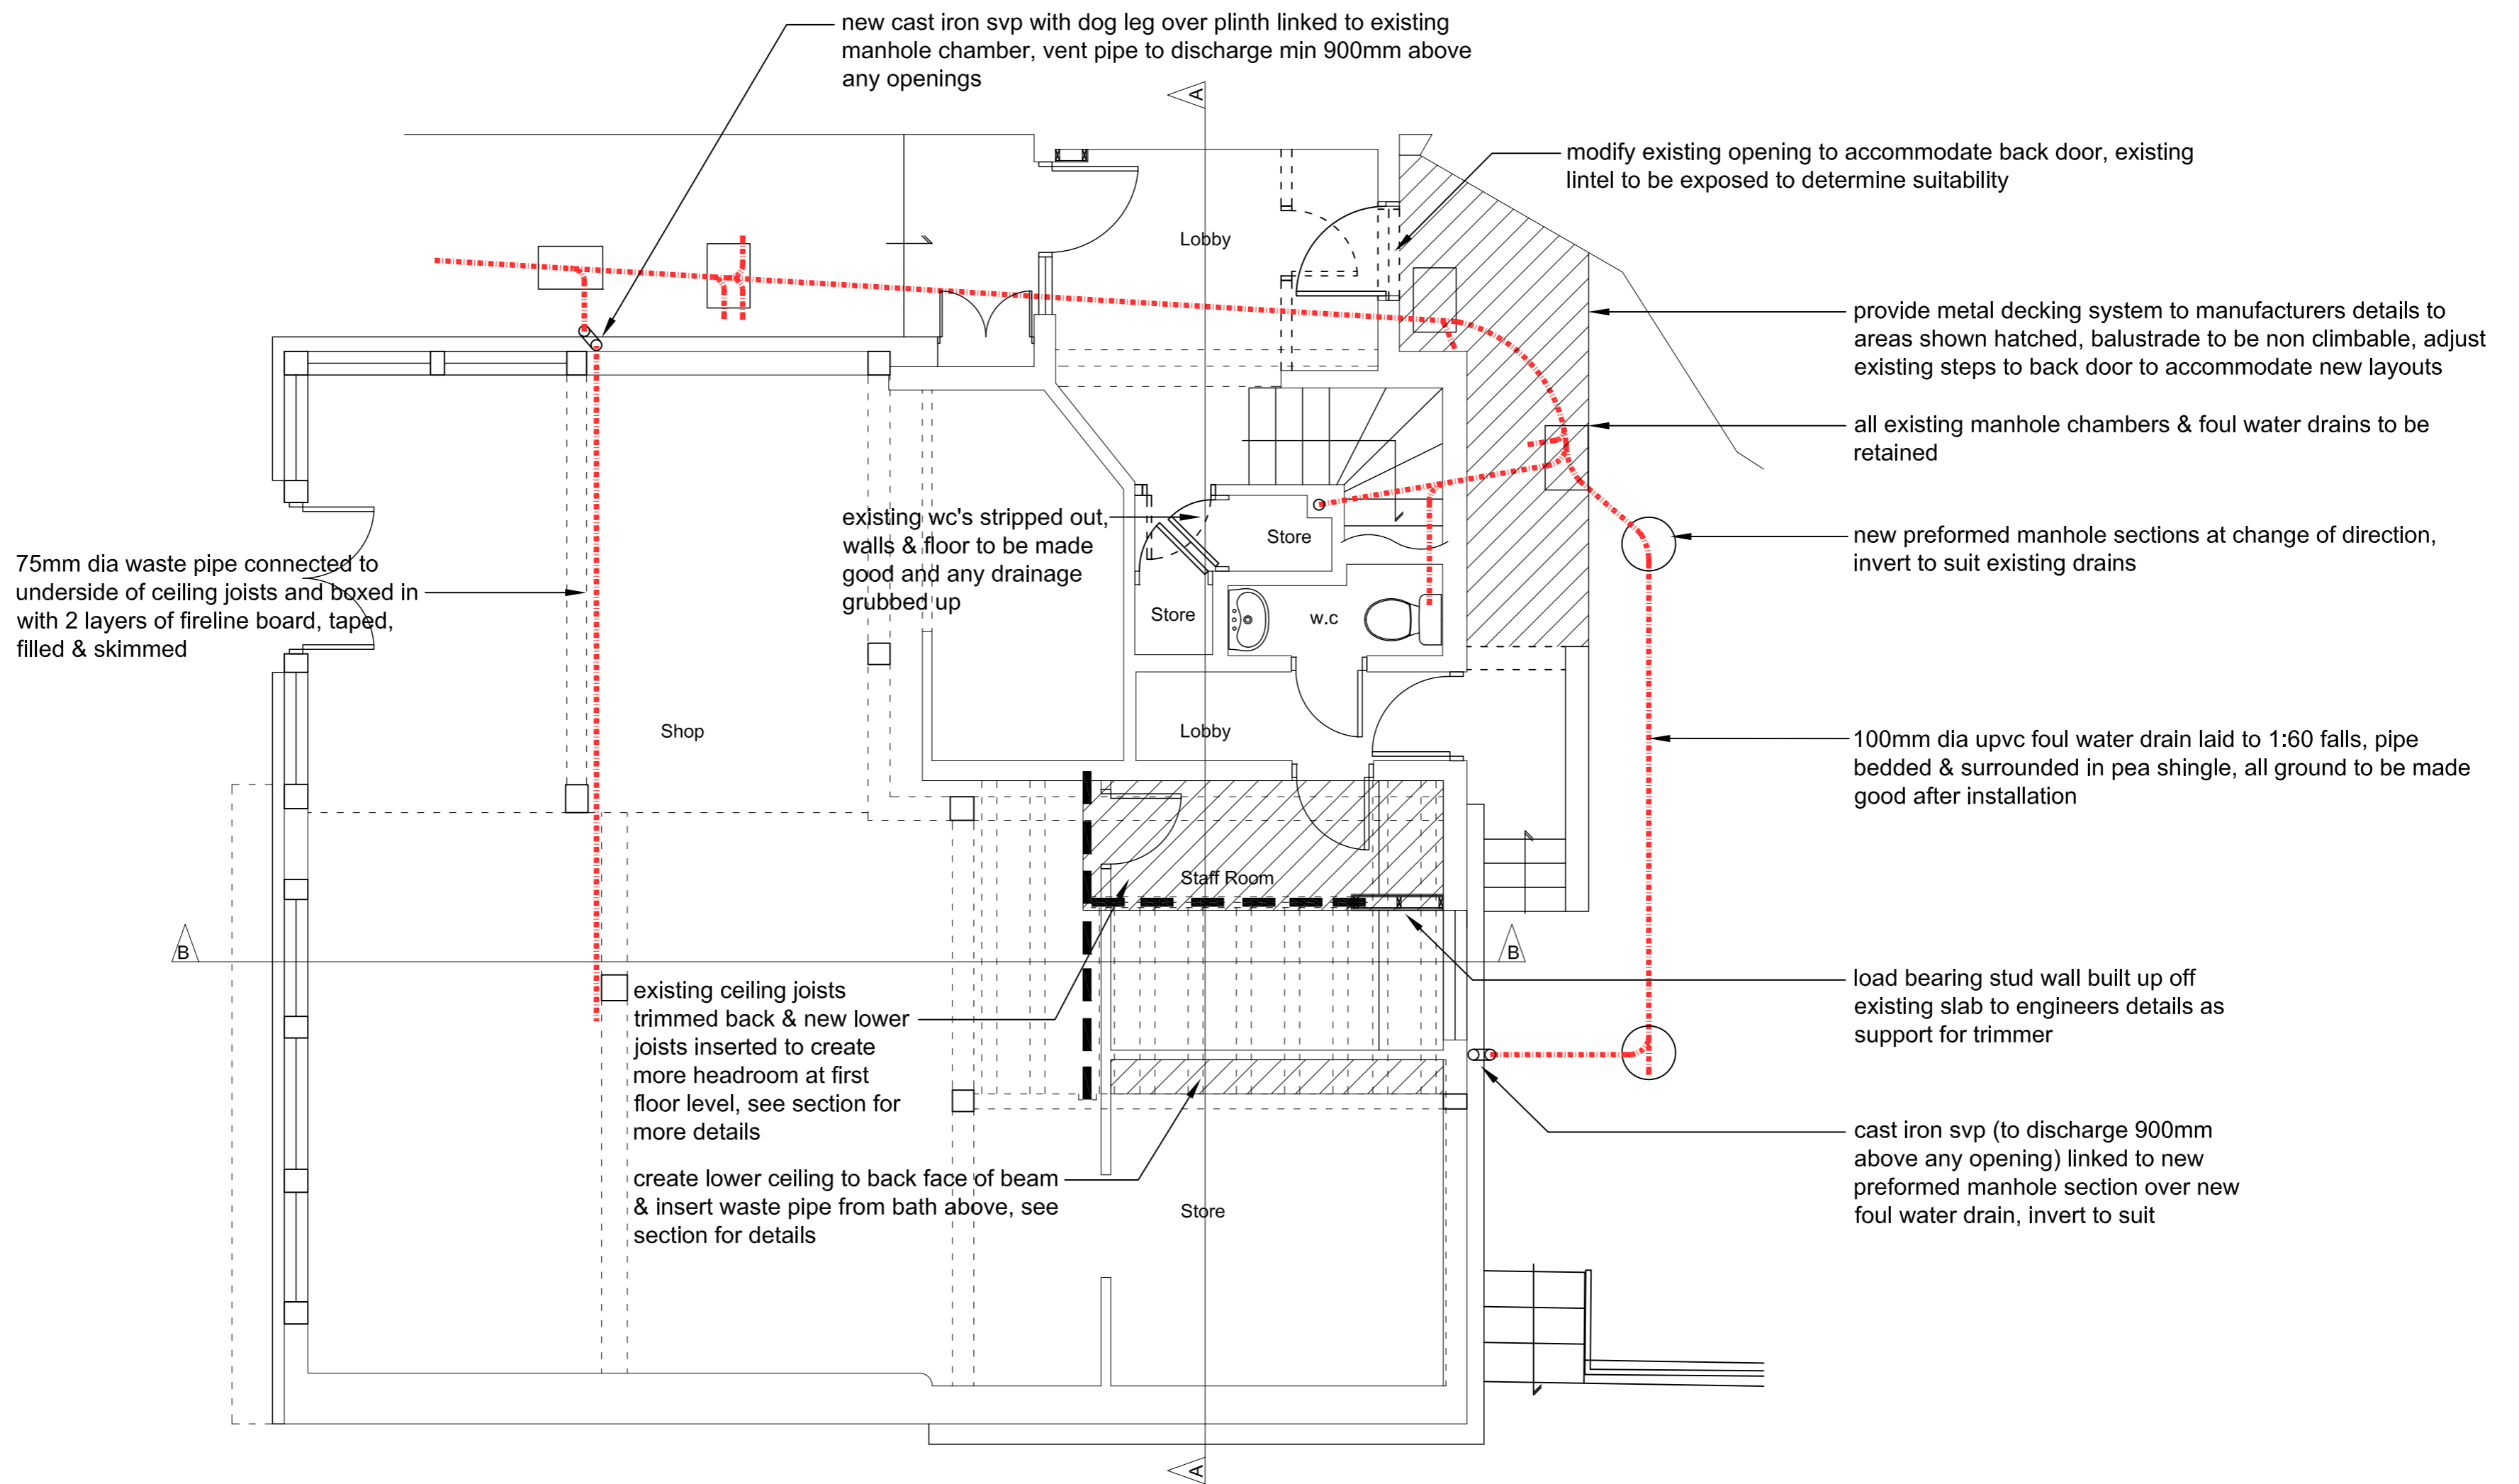 new cast iron svp with dog leg over plinth linked to existing
manhole chamber, vent pipe to discharge min 900mm above
any openings
A
modify existing opening to accommodate back door, existing
lintel to be exposed to determine suitability
Lobby
provide metal decking system to manufacturers details to
areas shown hatched, balustrade to be non climbable, adjust
existing steps to back door to accommodate new layouts
all existing manhole chambers & foul water drains to be
retained
existing wc's stripped out,
walls & floor to be made
good and any drainage
grubbed up
Store
new preformed manhole sections at change of direction,
invert to suit existing drains
75mm dia waste pipe connected to
underside of ceiling joists and boxed in
with 2 layers of fireline board, taped,
filled & skimmed
Store
w.c
Shop
Lobby
100mm dia upvc foul water drain laid to 1:60 falls, pipe
bedded & surrounded in pea shingle, all ground to be made
good after installation
Staff Room
B
B
existing ceiling joists
trimmed back & new lower
joists inserted to create
more headroom at first
floor level, see section for
more details
load bearing stud wall built up off
existing slab to engineers details as
support for trimmer
create lower ceiling to back face of beam
& insert waste pipe from bath above, see
section for details
Store
cast iron svp (to discharge 900mm
above any opening) linked to new
preformed manhole section over new
foul water drain, invert to suit
A